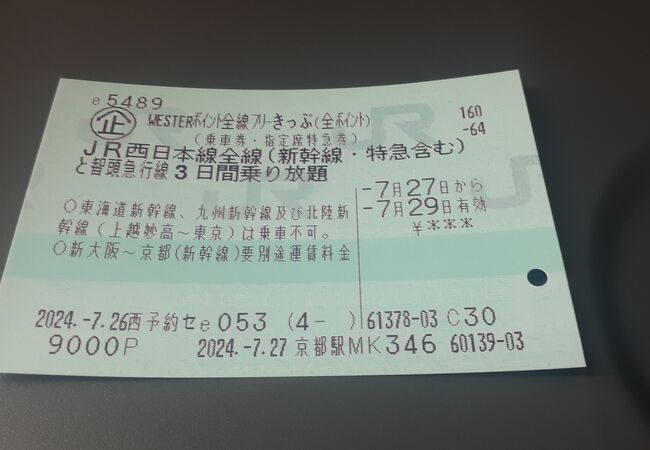 e5489
企 WESTERポイント全線フリーきっぷ(全ポイント)
160
-64
(乗車券・指定席特急券)
JR西日本線全線(新幹線・特急含む)
と智頭急行線3日間乗り放題
-7月27日から
-7月29日有効
¥***
○東海道新幹線、九州新幹線及び北陸新
幹線(上越妙高~東京)は乗車不可。
○新大阪~京都(新幹線)要別途運賃料金
2024.-7.26西予約セe053 (4- ) 61378-03 C30
9000P 2024.-7.27 京都駅MK346 60139-03